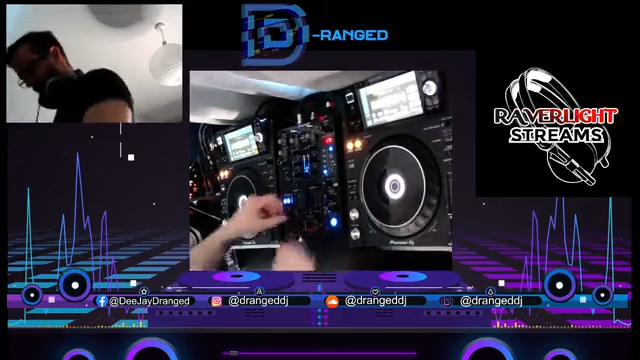 D-RANGED
RAVERLIGHT
STREAMS
@DeeJayDranged
@drangeddj
@drangeddj
@drangeddj